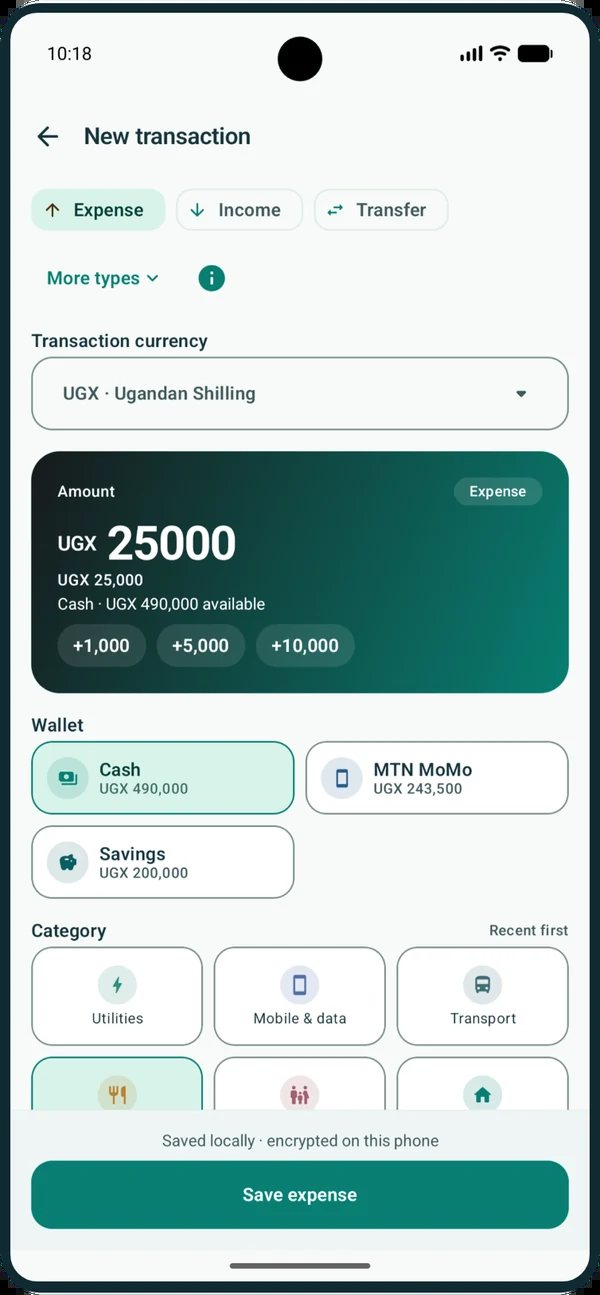 10:18
New transaction
Expense
Income
Transfer
More types
Transaction currency
UGX · Ugandan Shilling
Amount
Expense
UGX 25000
UGX 25,000
Cash · UGX 490,000 available
+1,000
+5,000
+10,000
Wallet
Cash
UGX 490,000
MTN MoMo
UGX 243,500
Savings
UGX 200,000
Category
Recent first
Utilities
Mobile & data
Transport
Saved locally · encrypted on this phone
Save expense